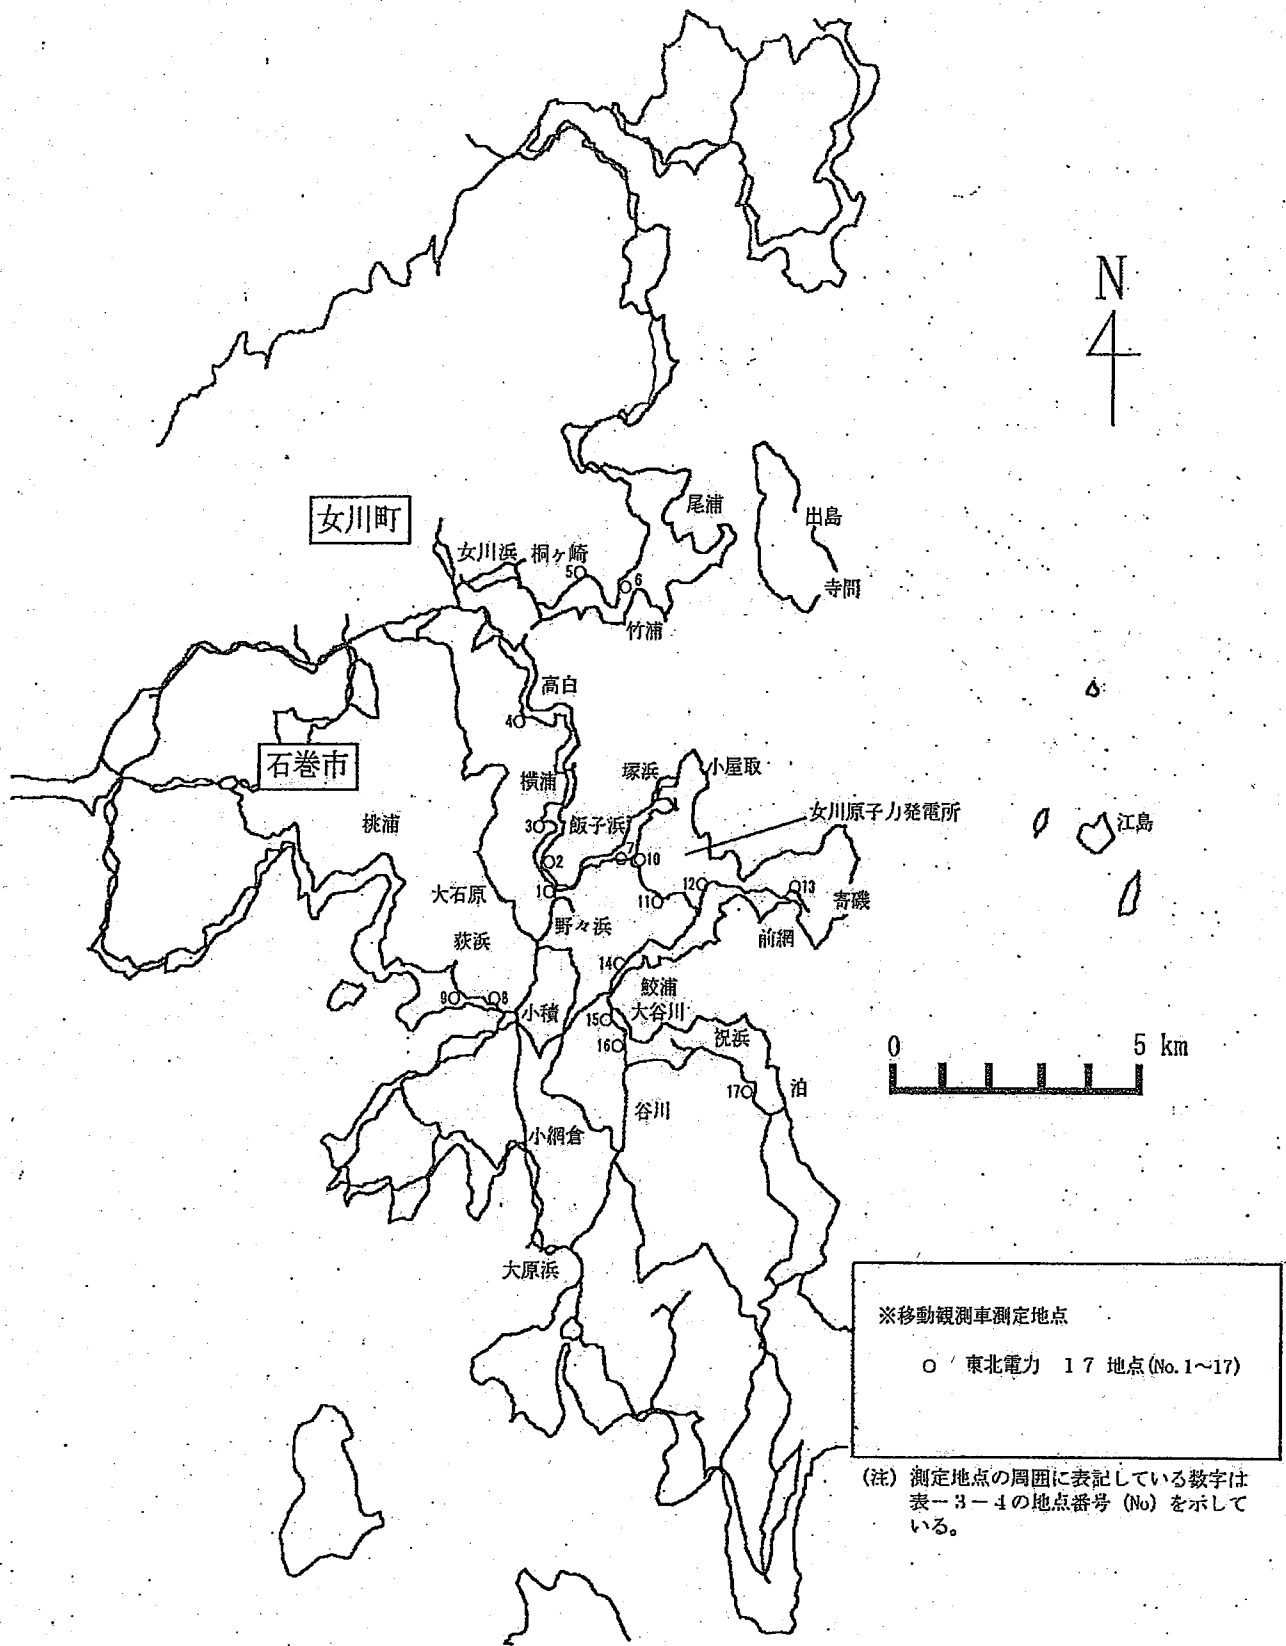 N
尾浦
出島
女川町
女川浜
桐ヶ崎
5
6
寺間
竹浦
高白
4
石巻市
横浦
塚浜
小屋取
桃浦
3
飯子浜
女川原子力発電所
江島
2
7
10
大石原
1
11
12
13
寄磯
荻浜
野々浜
前網
14
鮫浦
9
8
小積
15
大谷川
16
祝浜
0
5 km
17
泊
谷川
小網倉
大原浜
※移動観測車測定地点
○ 東北電力 17 地点(No.1~17)
(注) 測定地点の周囲に表記している数字は
表-3-4の地点番号 (No) を示して
いる。